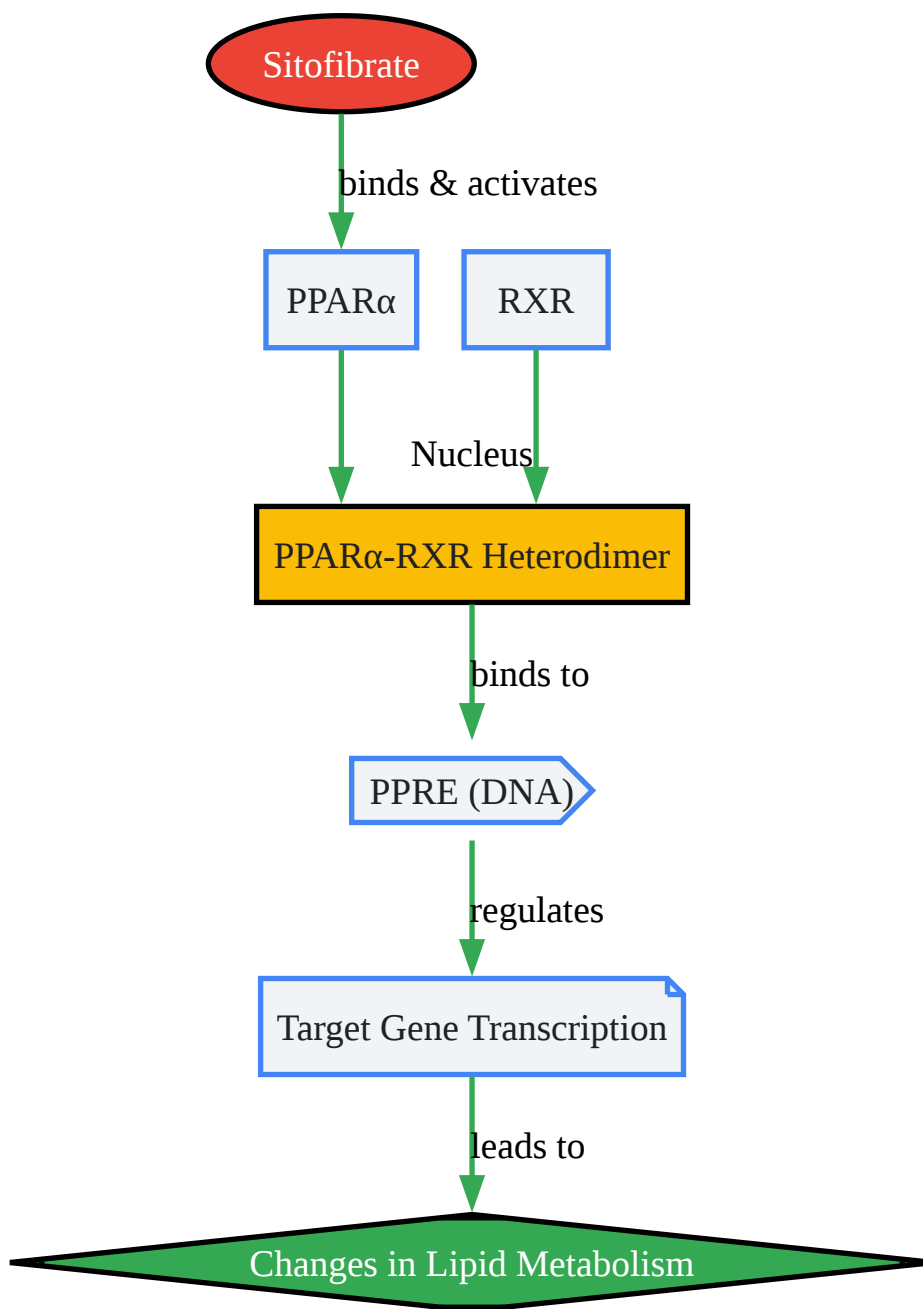 Sitofibrate
binds & activates
PPARα
RXR
Nucleus
PPARα-RXR Heterodimer
binds to
PPRE (DNA)
regulates
Target Gene Transcription
leads to
Changes in Lipid Metabolism